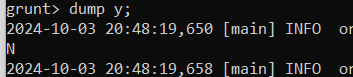 grunt> dump y;
2024-10-03 20:48:19,650 [main] INFO or
N
2024-10-03 20:48:19,658 [main] INFO or